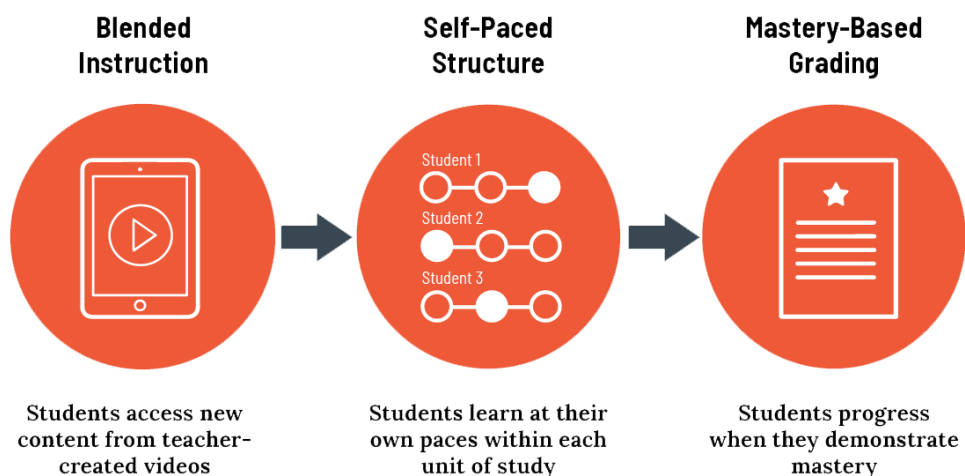 Blended
Instruction
Self-Paced
Structure
Mastery-Based
Grading
Student 1
Student 2
Student 3
Students access new
content from teacher-
created videos
Students learn at their
own paces within each
unit of study
Students progress
when they demonstrate
mastery